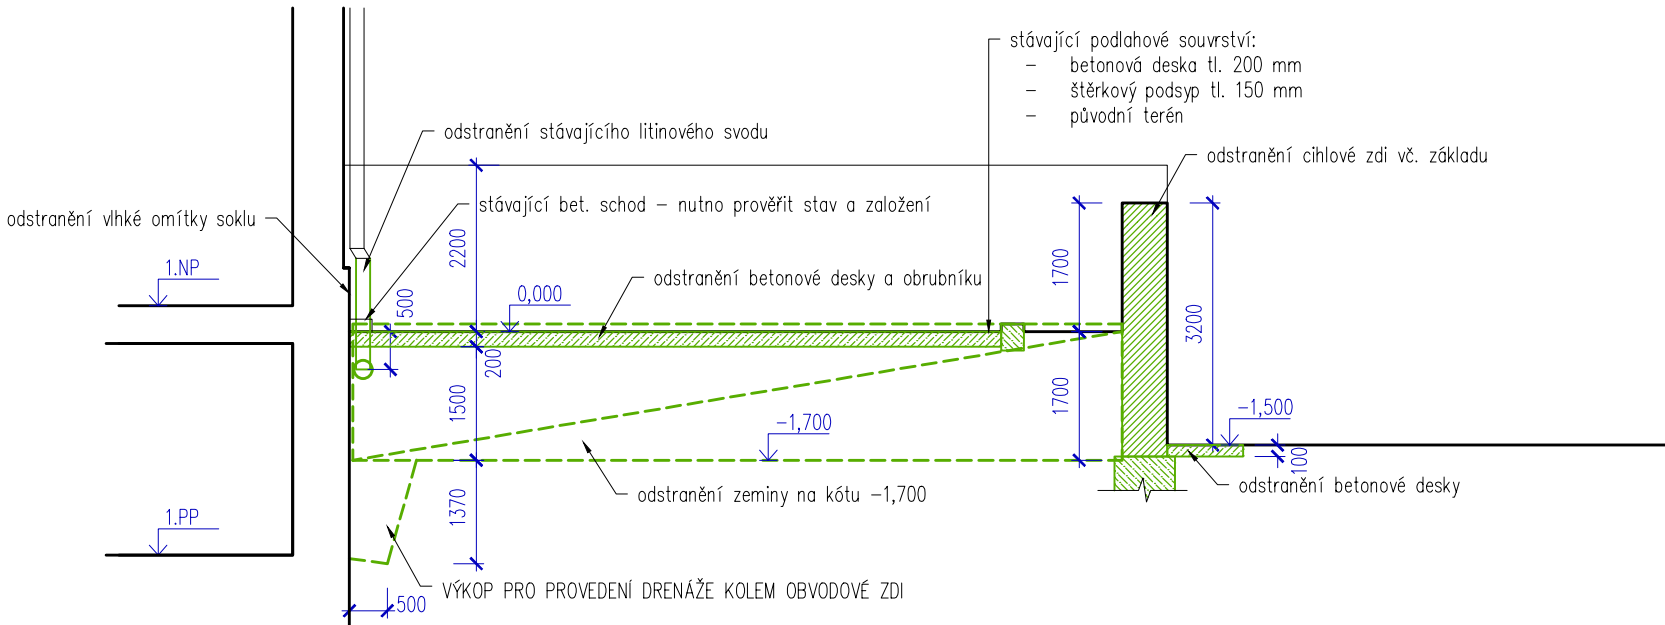 stávající podlahové souvrství:
- betonová deska tl. 200 mm
- štěrkový podsyp tl. 150 mm
- původní terén
odstranění stávajícího litinového svodu
odstranění cihlové zdi vč. základu
stávající bet. schod – nutno prověřit stav a založení
odstranění vlhké omítky soklu
2200
1700
3200
1.NP
odstranění betonové desky a obrubníku
0,000
500
200
1500
1700
-1,700
-1,500
100
odstranění betonové desky
odstranění zeminy na kótu -1,700
1370
1.PP
VÝKOP PRO PROVEDENÍ DRENÁŽE KOLEM OBVODOVÉ ZDI
500